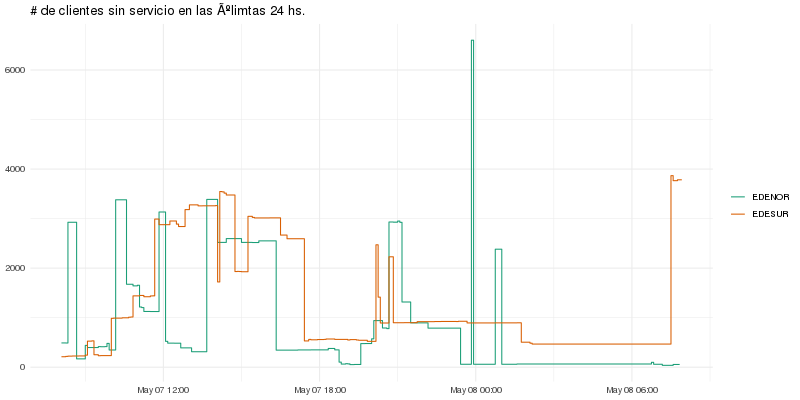 # de clientes sin servicio en las Ãºlimtas 24 hs.
6000
4000
2000
0
May 07 12:00
May 07 18:00
May 08 00:00
May 08 06:00
EDENOR
EDESUR